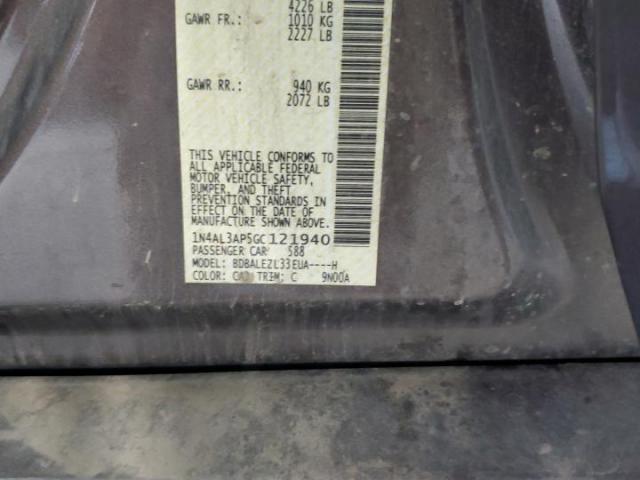 4226 LB
GAWR FR.: 1010 KG
2227 LB
GAWR RR.: 940 KG
2072 LB
THIS VEHICLE CONFORMS TO
ALL APPLICABLE FEDERAL
MOTOR VEHICLE SAFETY,
BUMPER, AND THEFT
PREVENTION STANDARDS IN
EFFECT ON THE DATE OF
MANUFACTURE SHOWN ABOVE.
1N4AL3AP5GC121940
PASSENGER CAR 588
MODEL: BDBALEZL33EUA----H
COLOR: TRIM: C 9N00A